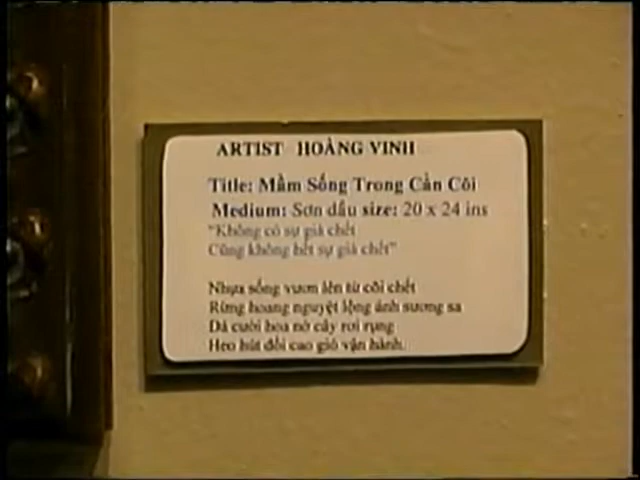 ARTIST HOÀNG VINH
Title: Mầm Sống Trong Cằn Cỗi
Medium: Sơn dầu size: 20 x 24 ins
"Không có sự già chết
Cũng không hết sự già chết"
Nhựa sống vươn lên từ cõi chết
Rừng hoang nguyệt lộng ánh sương sa
Đá cười hoa nở cây rơi rụng
Heo hút đồi cao gió vận hành.